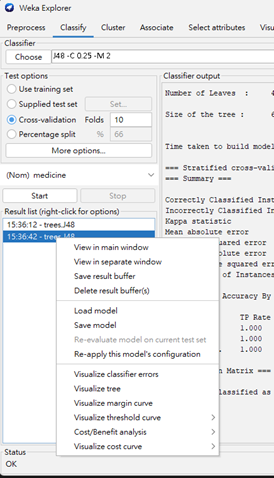 Weka Explorer
Preprocess Classify Cluster Associate Select attributes Visu
Classifier
Choose J48 -C 0.25 -M 2
Test options
Use training set
Supplied test set Set...
Cross-validation Folds 10
Percentage split % 66
More options...
(Nom) medicine
Start Stop
Result list (right-click for options)
15:36:12 - trees.J48
15:36:42 - trees.J48
Classifier output
Number of Leaves : 4
Size of the tree : 6
Time taken to build model
=== Stratified cross-vali
=== Summary ===
Correctly Classified Inst
Incorrectly Classified In
Kappa statistic
Mean absolute error
uared error
bsolute error
e squared err
of Instances
Accuracy By
TP Rate
1.000
1.000
1.000
n Matrix ===
lassified as
View in main window
View in separate window
Save result buffer
Delete result buffer(s)
Load model
Save model
Re-evaluate model on current test set
Re-apply this model's configuration
Visualize classifier errors
Visualize tree
Visualize margin curve
Visualize threshold curve
Cost/Benefit analysis
Visualize cost curve
Status
OK